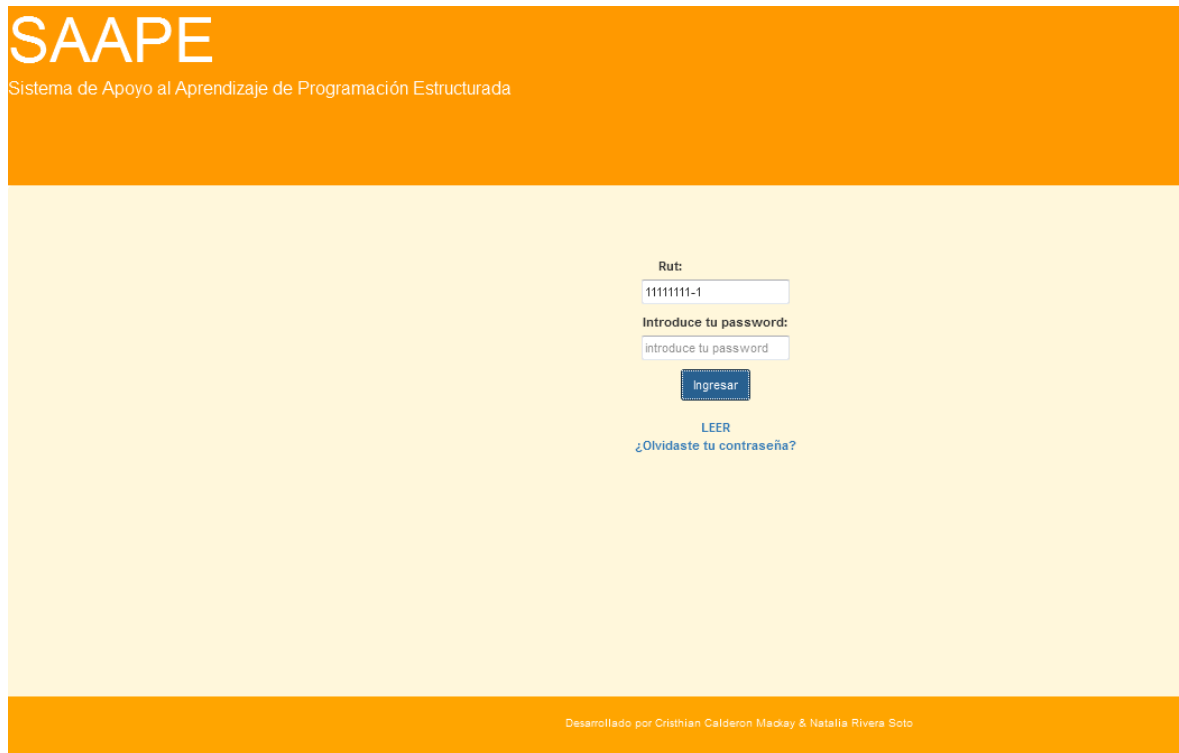 SAAPE
Sistema de Apoyo al Aprendizaje de Programación Estructurada
Rut:
11111111-1
Introduce tu password:
introduce tu password
Ingresar
LEER
¿Olvidaste tu contraseña?
Desarrollado por Cristhian Calderon Mackay & Natalia Rivera Soto